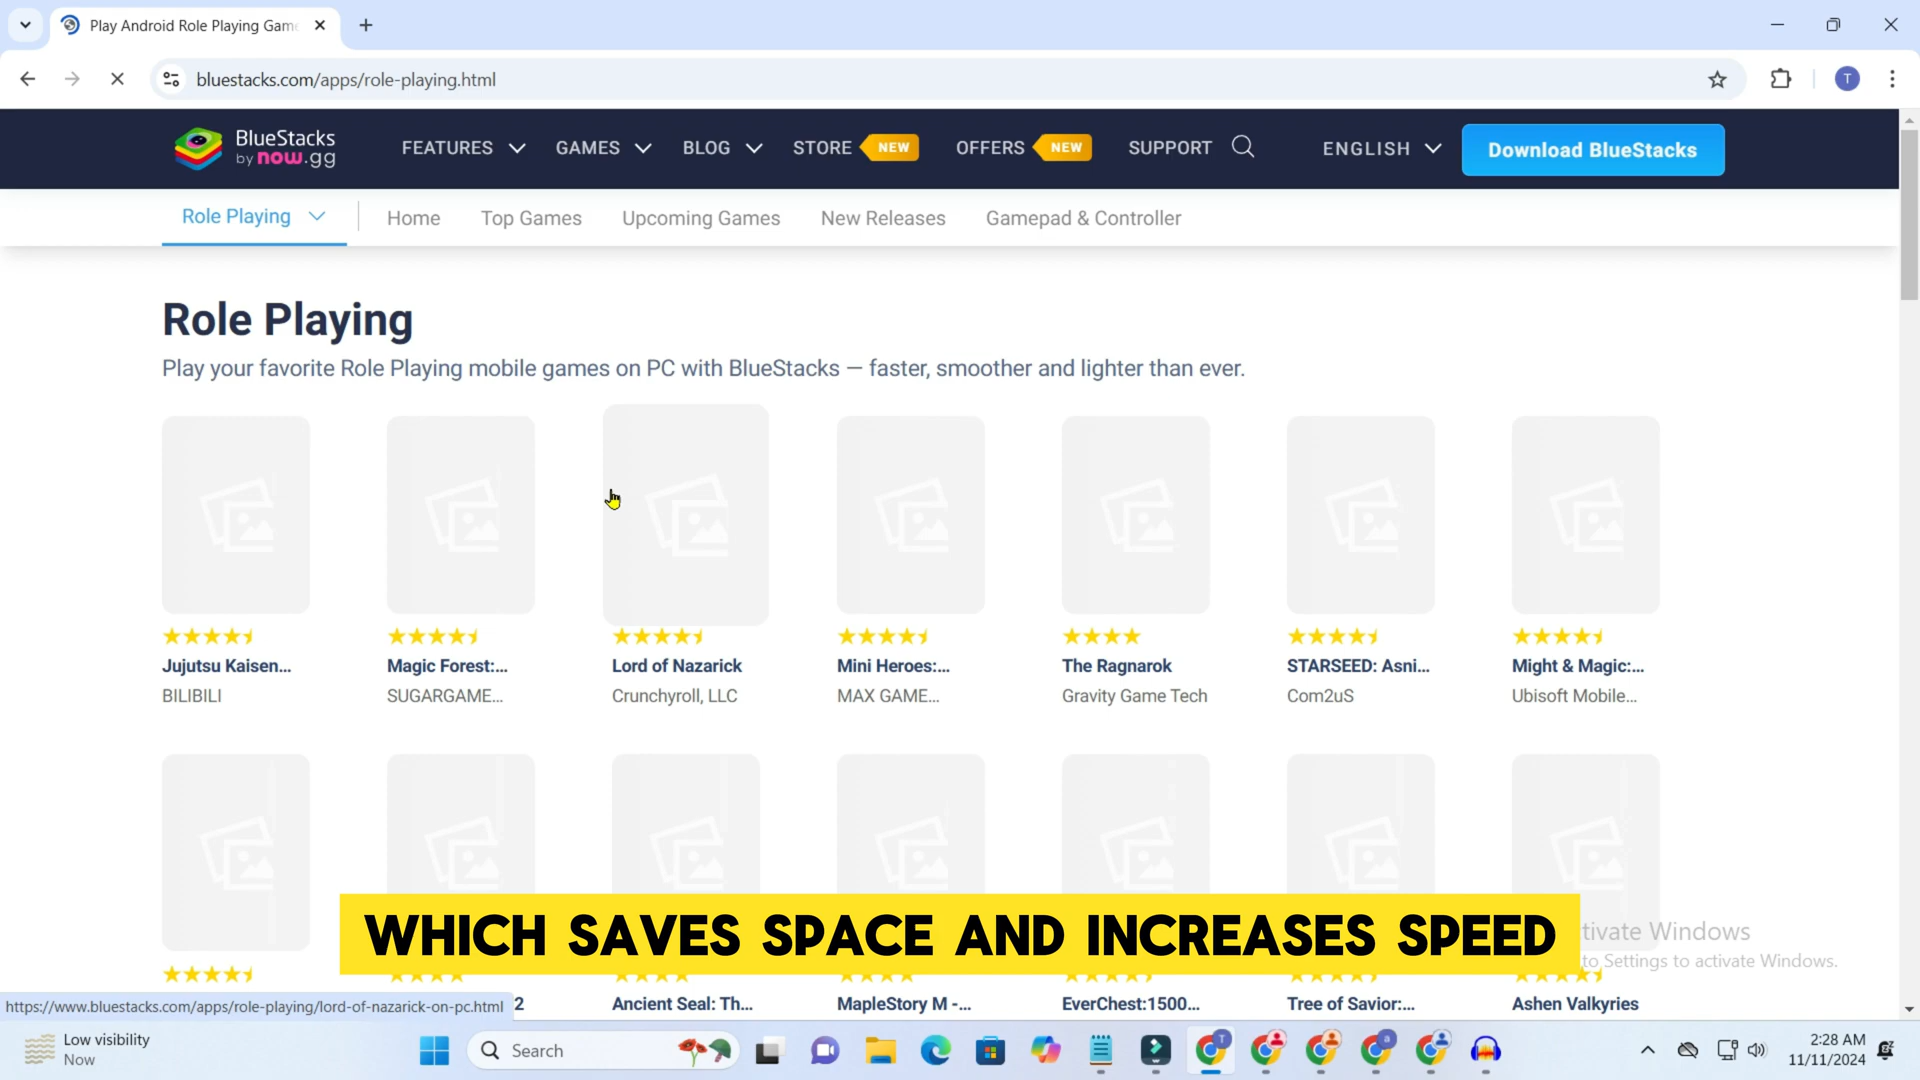 Play Android Role Playing Gam
bluestacks.com/apps/role-playing.html
T
BlueStacks
by now.gg
FEATURES
GAMES
BLOG
STORE
NEW
OFFERS
NEW
SUPPORT
ENGLISH
Download BlueStacks
Role Playing
Home
Top Games
Upcoming Games
New Releases
Gamepad & Controller
Role Playing
Play your favorite Role Playing mobile games on PC with BlueStacks — faster, smoother and lighter than ever.
Jujutsu Kaisen...
Magic Forest:...
Lord of Nazarick
Mini Heroes:...
The Ragnarok
STARSEED: Asni...
Might & Magic:...
BILIBILI
SUGARGAME...
Crunchyroll, LLC
MAX GAME...
Gravity Game Tech
Com2uS
Ubisoft Mobile...
WHICH SAVES SPACE AND INCREASES SPEED
tivate Windows
to Settings to activate Windows.
https://www.bluestacks.com/apps/role-playing/lord-of-nazarick-on-pc.html
2
Ancient Seal: Th...
MapleStory M -...
EverChest:1500...
Tree of Savior:...
Ashen Valkyries
Low visibility
Now
Search
T
a
2:28 AM
11/11/2024